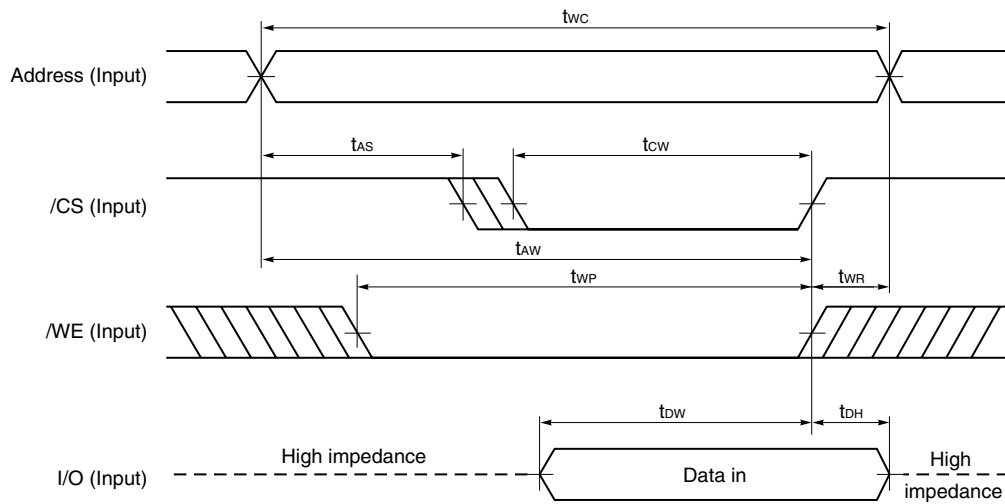 tWC
Address (Input)
tAS
tCW
/CS (Input)
tAW
tWP
tWR
/WE (Input)
tDW
tDH
High impedance
I/O (Input)
Data in
High
impedance